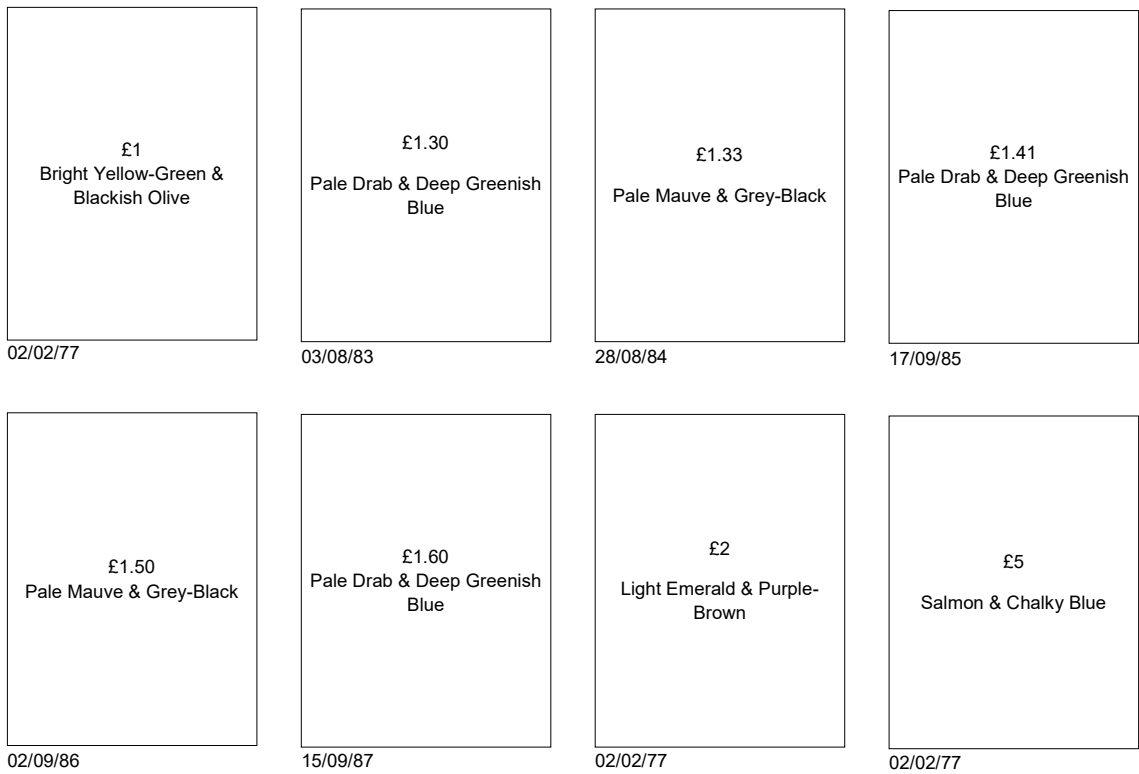 £1
Bright Yellow-Green &
Blackish Olive
02/02/77
£1.30
Pale Drab & Deep Greenish
Blue
03/08/83
£1.33
Pale Mauve & Grey-Black
28/08/84
£1.41
Pale Drab & Deep Greenish
Blue
17/09/85
£1.50
Pale Mauve & Grey-Black
02/09/86
£1.60
Pale Drab & Deep Greenish
Blue
15/09/87
£2
Light Emerald & Purple-
Brown
02/02/77
£5
Salmon & Chalky Blue
02/02/77